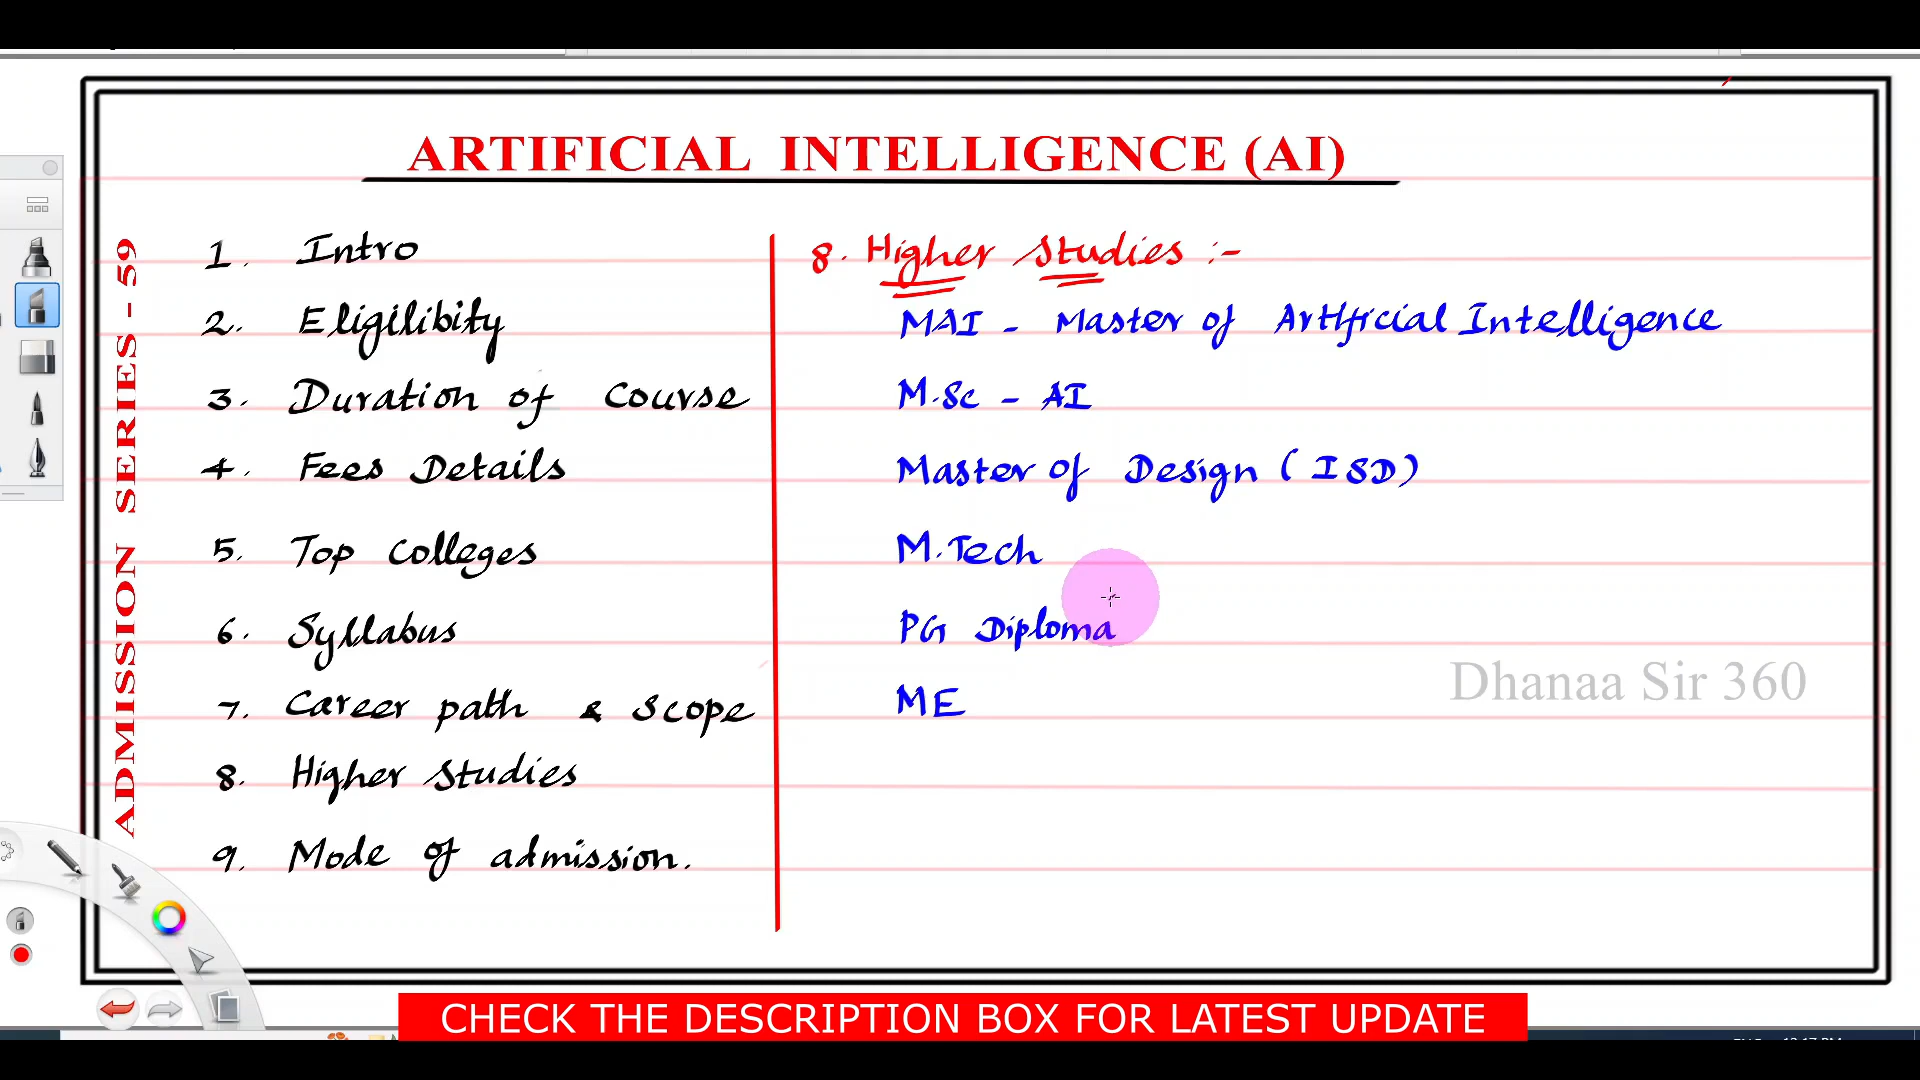 ARTIFICIAL INTELLIGENCE (AI)
ADMISSION SERIES - 59
1. Intro
2. Eligilibity
3. Duration of Course
4. Fees Details
5. Top Colleges
6. Syllabus
7. Career path & Scope
8. Higher Studies
9. Mode of admission.
8. Higher Studies :-
MAI - Master of Artificial Intelligence
M.Sc - AI
Master of Design (ISD)
M.Tech
PG Diploma
ME
Dhanaa Sir 360
CHECK THE DESCRIPTION BOX FOR LATEST UPDATE